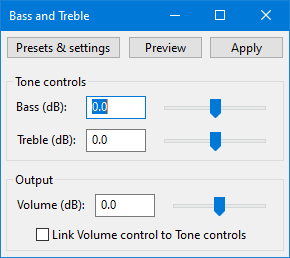 Bass and Treble
Presets & settings Preview Apply
Tone controls
Bass (dB): 0.0
Treble (dB): 0.0
Output
Volume (dB): 0.0
Link Volume control to Tone controls